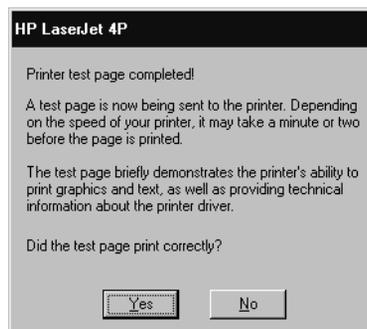 HP LaserJet 4P
Printer test page completed!
A test page is now being sent to the printer. Depending
on the speed of your printer, it may take a minute or two
before the page is printed.
The test page briefly demonstrates the printer's ability to
print graphics and text, as well as providing technical
information about the printer driver.
Did the test page print correctly?
Yes
No